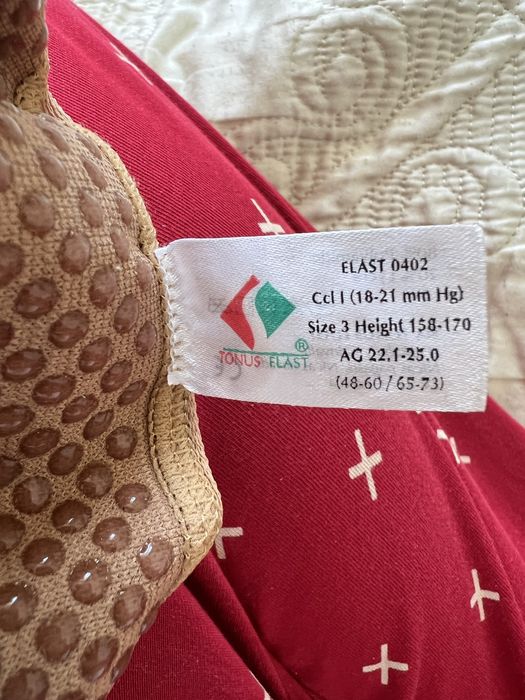 ELAST 0402
Ccl I (18-21 mm Hg)
Size 3 Height 158-170
AG 22.1-25.0
(48-60 / 65-73)
®
TONUS ELAST